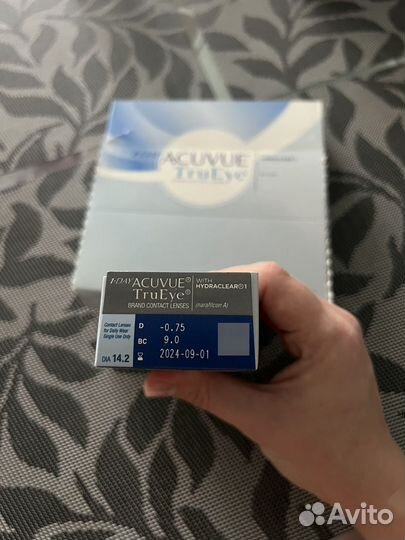 1·DAY ACUVUE®
TruEye®
1·DAY ACUVUE®
TruEye®
BRAND CONTACT LENSES
WITH
HYDRACLEAR®1
(narafilcon A)
Contact Lenses
for Daily Wear
Single Use Only
DIA 14.2
D -0.75
BC 9.0
2024-09-01
Avito